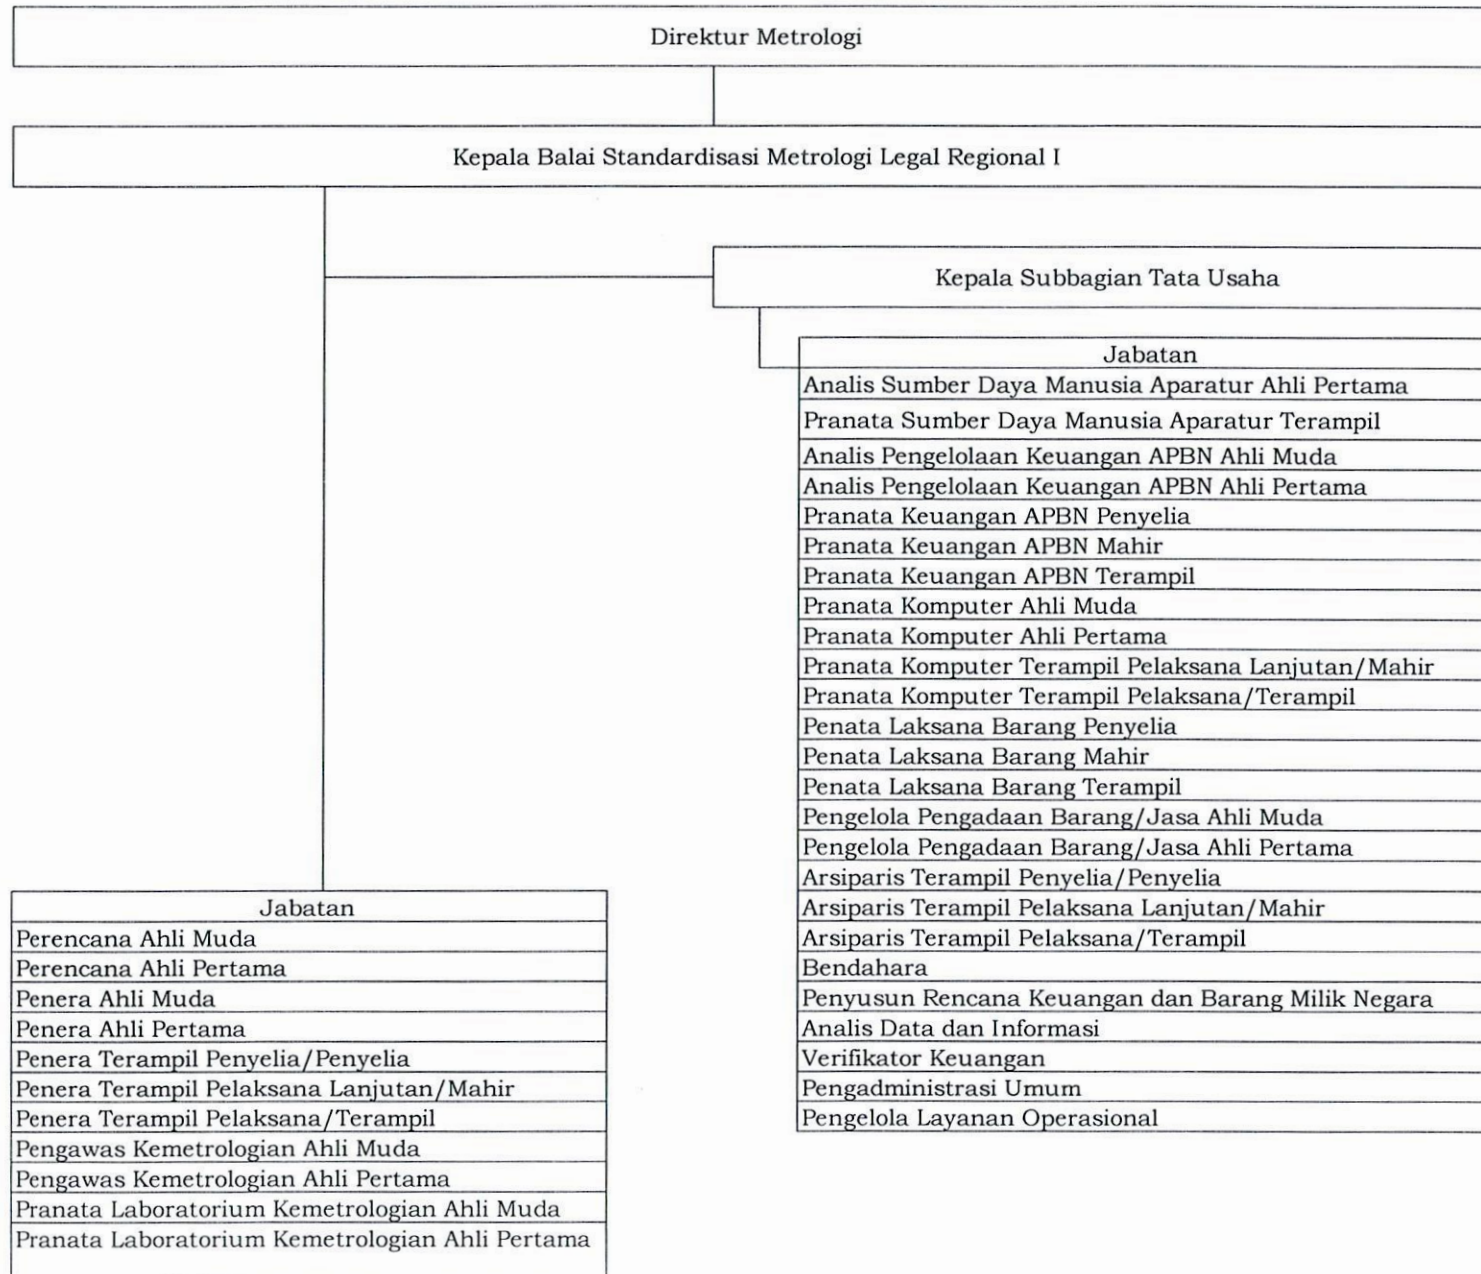 Direktur Metrologi
Kepala Balai Standardisasi Metrologi Legal Regional I
Kepala Subbagian Tata Usaha
Jabatan
Analis Sumber Daya Manusia Aparatur Ahli Pertama
Pranata Sumber Daya Manusia Aparatur Terampil
Analis Pengelolaan Keuangan APBN Ahli Muda
Analis Pengelolaan Keuangan APBN Ahli Pertama
Pranata Keuangan APBN Penyelia
Pranata Keuangan APBN Mahir
Pranata Keuangan APBN Terampil
Pranata Komputer Ahli Muda
Pranata Komputer Ahli Pertama
Pranata Komputer Terampil Pelaksana Lanjutan/Mahir
Pranata Komputer Terampil Pelaksana/Terampil
Penata Laksana Barang Penyelia
Penata Laksana Barang Mahir
Penata Laksana Barang Terampil
Pengelola Pengadaan Barang/Jasa Ahli Muda
Pengelola Pengadaan Barang/Jasa Ahli Pertama
Arsiparis Terampil Penyelia/Penyelia
Arsiparis Terampil Pelaksana Lanjutan/Mahir
Arsiparis Terampil Pelaksana/Terampil
Bendahara
Penyusun Rencana Keuangan dan Barang Milik Negara
Analis Data dan Informasi
Verifikator Keuangan
Pengadministrasi Umum
Pengelola Layanan Operasional
Jabatan
Perencana Ahli Muda
Perencana Ahli Pertama
Penera Ahli Muda
Penera Ahli Pertama
Penera Terampil Penyelia/Penyelia
Penera Terampil Pelaksana Lanjutan/Mahir
Penera Terampil Pelaksana/Terampil
Pengawas Kemetrologian Ahli Muda
Pengawas Kemetrologian Ahli Pertama
Pranata Laboratorium Kemetrologian Ahli Muda
Pranata Laboratorium Kemetrologian Ahli Pertama